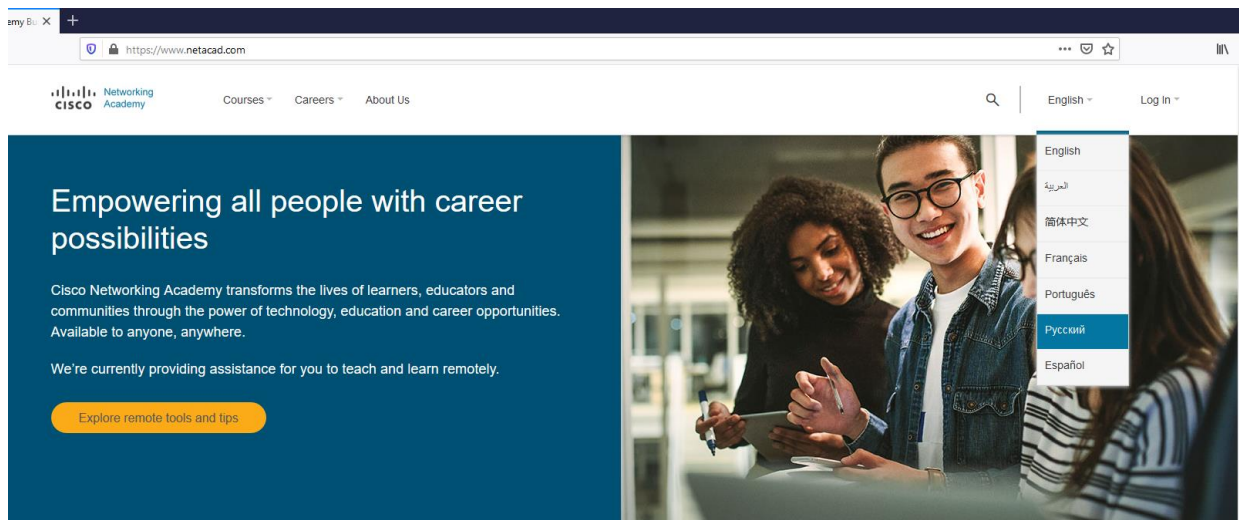 emy Bu
https://www.netacad.com
Networking
CISCO Academy
Courses
Careers
About Us
English
Log In
English
العربية
简体中文
Français
Português
Русский
Español
Empowering all people with career
possibilities
Cisco Networking Academy transforms the lives of learners, educators and
communities through the power of technology, education and career opportunities.
Available to anyone, anywhere.
We're currently providing assistance for you to teach and learn remotely.
Explore remote tools and tips